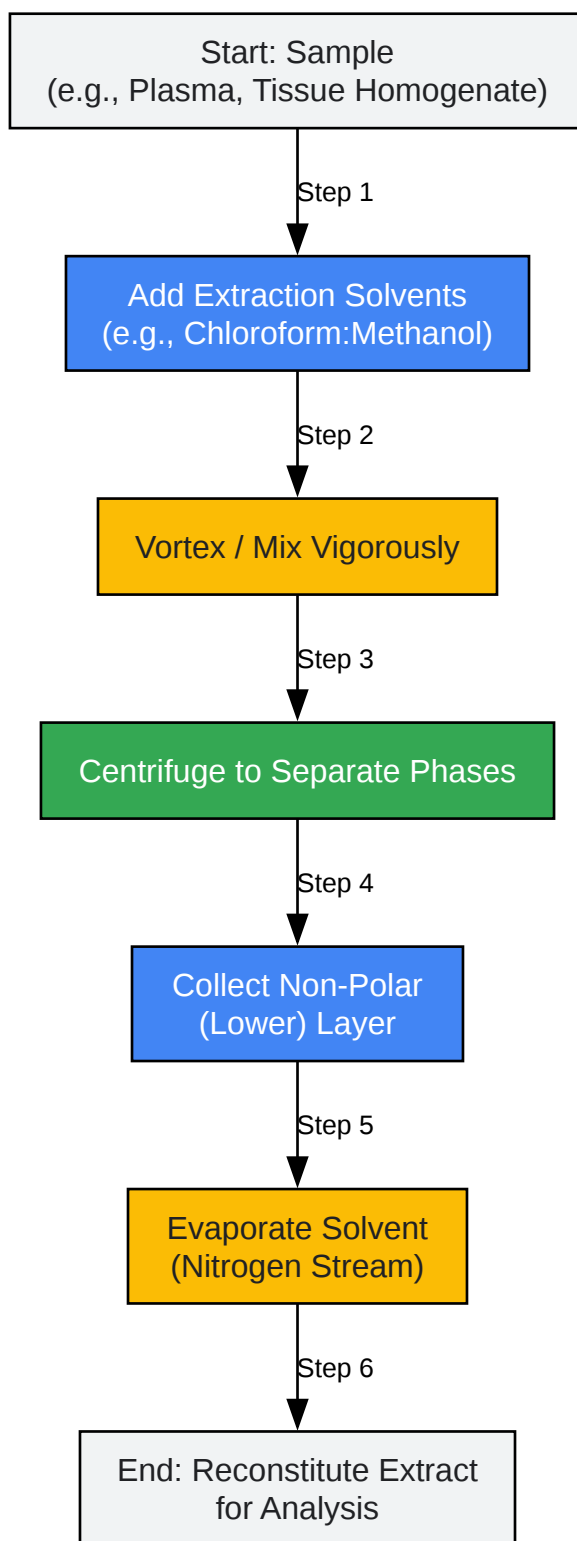 Start: Sample
(e.g., Plasma, Tissue Homogenate)
Step 1
Add Extraction Solvents
(e.g., Chloroform:Methanol)
Step 2
Vortex / Mix Vigorously
Step 3
Centrifuge to Separate Phases
Step 4
Collect Non-Polar
(Lower) Layer
Step 5
Evaporate Solvent
(Nitrogen Stream)
Step 6
End: Reconstitute Extract
for Analysis